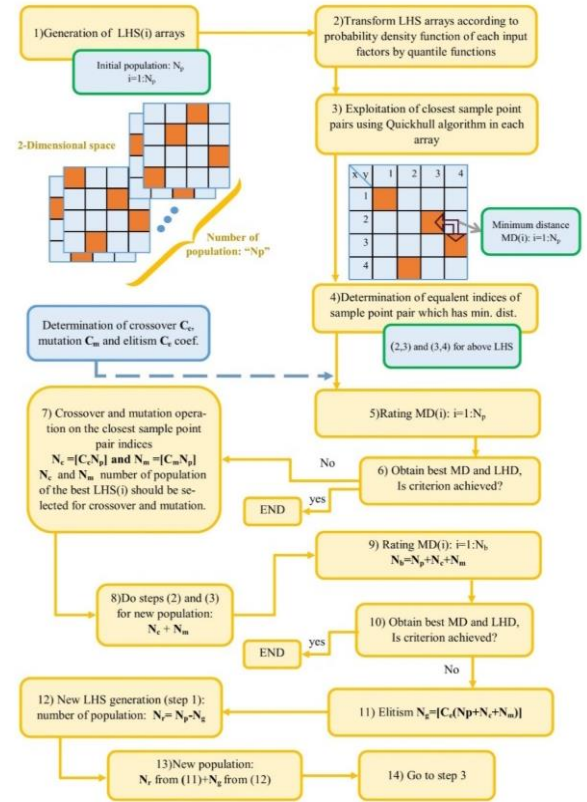 1)Generation of LHS(i) arrays
Initial population: Np
i=1:Np
2)Transform LHS arrays according to
probability density function of each input
factors by quantile functions
3) Exploitation of closest sample point
pairs using Quickhull algorithm in each
array
2-Dimensional space
Number of
population: “Np”
x y 1 2 3 4
1
2
3
4
Minimum distance
MD(i): i=1:Np
4)Determination of equalent indices of
sample point pair which has min. dist.
(2,3) and (3,4) for above LHS
Determination of crossover Cc,
mutation Cm and elitism Ce coef.
5)Rating MD(i): i=1:Np
6) Obtain best MD and LHD,
Is criterion achieved?
No
yes
END
7) Crossover and mutation opera-
tion on the closest sample point
pair indices
Nc =[CcNp] and Nm =[CmNp]
Nc and Nm number of population
of the best LHS(i) should be se-
lected for crossover and mutation.
8)Do steps (2) and (3)
for new population:
Nc + Nm
9) Rating MD(i): i=1:Nb
Nb=Np+Nc+Nm
10) Obtain best MD and LHD,
Is criterion achieved?
yes
END
No
11) Elitism Ng=[Ce(Np+Nc+Nm)]
12) New LHS generation (step 1):
number of population: Nr= Np-Ng
13)New population:
Nr from (11)+Ng from (12)
14) Go to step 3